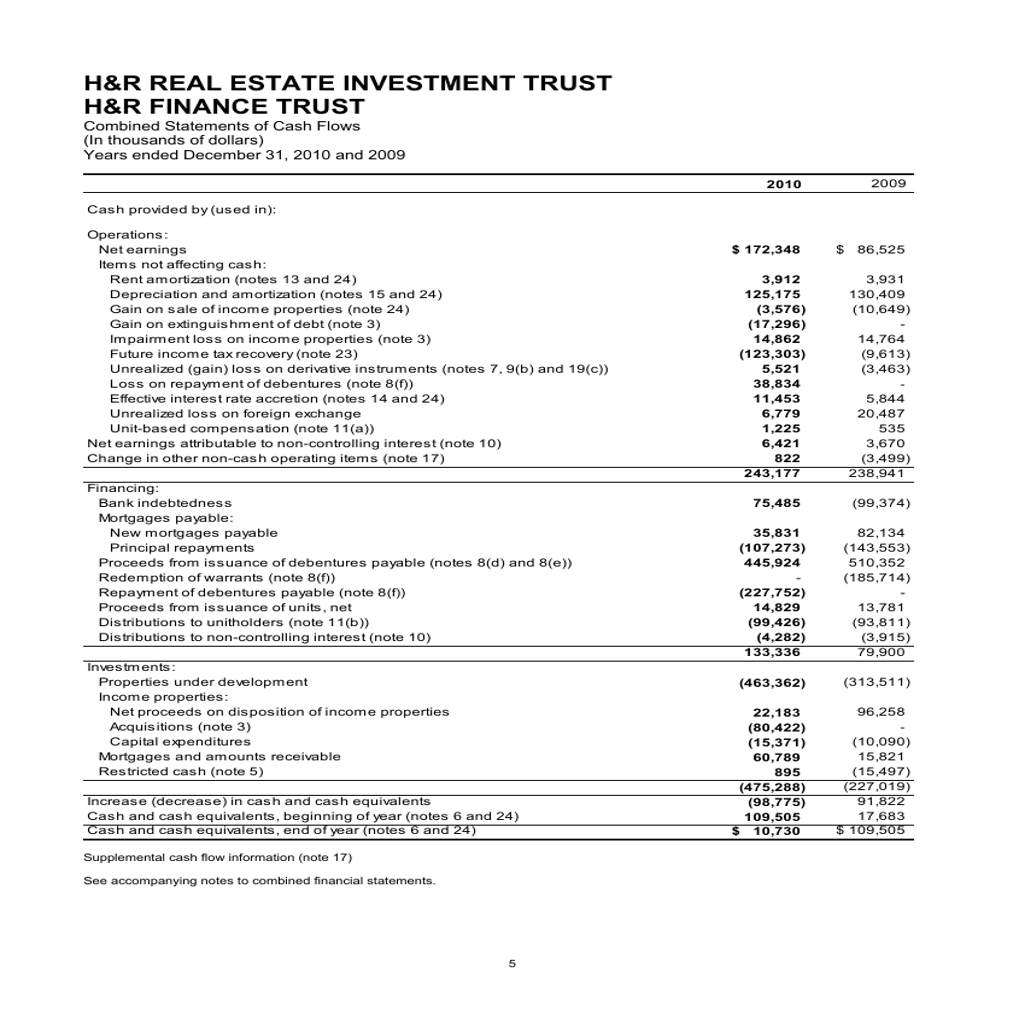 H&R REAL ESTATE INVESTMENT TRUST
H&R FINANCE TRUST
Combined Statements of Cash Flows
(In thousands of dollars)
Years ended December 31, 2010 and 2009
2010 2009
Cash provided by (used in):
Operations:
Net earnings $ 172,348 $ 86,525
Items not affecting cash:
Rent amortization (notes 13 and 24) 3,912 3,931
Depreciation and amortization (notes 15 and 24) 125,175 130,409
Gain on sale of income properties (note 24) (3,576) (10,649)
Gain on extinguishment of debt (note 3) (17,296) -
Impairment loss on income properties (note 3) 14,862 14,764
Future income tax recovery (note 23) (123,303) (9,613)
Unrealized (gain) loss on derivative instruments (notes 7, 9(b) and 19(c)) 5,521 (3,463)
Loss on repayment of debentures (note 8(f)) 38,834 -
Effective interest rate accretion (notes 14 and 24) 11,453 5,844
Unrealized loss on foreign exchange 6,779 20,487
Unit-based compensation (note 11(a)) 1,225 535
Net earnings attributable to non-controlling interest (note 10) 6,421 3,670
Change in other non-cash operating items (note 17) 822 (3,499)
243,177 238,941
Financing:
Bank indebtedness 75,485 (99,374)
Mortgages payable:
New mortgages payable 35,831 82,134
Principal repayments (107,273) (143,553)
Proceeds from issuance of debentures payable (notes 8(d) and 8(e)) 445,924 510,352
Redemption of warrants (note 8(f)) - (185,714)
Repayment of debentures payable (note 8(f)) (227,752) -
Proceeds from issuance of units, net 14,829 13,781
Distributions to unitholders (note 11(b)) (99,426) (93,811)
Distributions to non-controlling interest (note 10) (4,282) (3,915)
133,336 79,900
Investments:
Properties under development (463,362) (313,511)
Income properties:
Net proceeds on disposition of income properties 22,183 96,258
Acquisitions (note 3) (80,422) -
Capital expenditures (15,371) (10,090)
Mortgages and amounts receivable 60,789 15,821
Restricted cash (note 5) 895 (15,497)
(475,288) (227,019)
Increase (decrease) in cash and cash equivalents (98,775) 91,822
Cash and cash equivalents, beginning of year (notes 6 and 24) 109,505 17,683
Cash and cash equivalents, end of year (notes 6 and 24) $ 10,730 $ 109,505
Supplemental cash flow information (note 17)
See accompanying notes to combined financial statements.
5